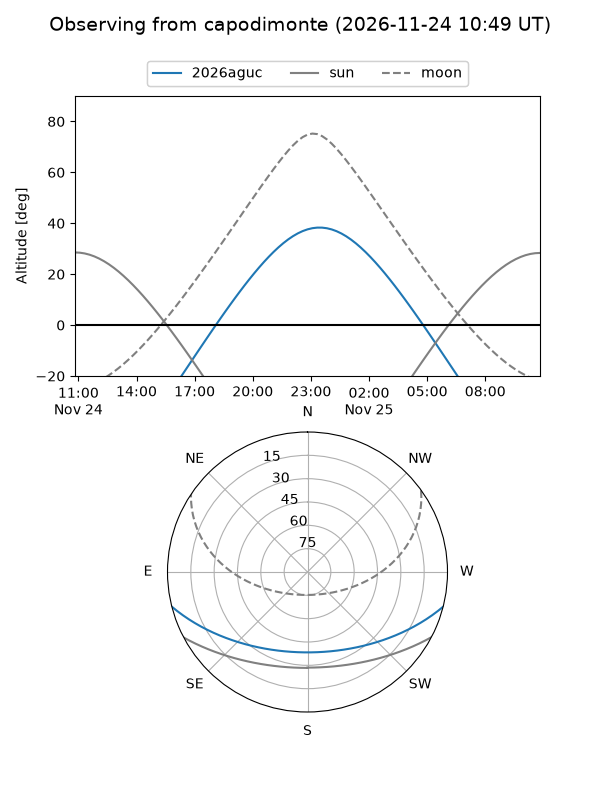 Observing from capodimonte (2026-11-24 10:49 UT)
2026aguc sun moon
Altitude [deg]
80
60
40
20
0
−20
11:00 14:00 17:00 20:00 23:00 02:00 05:00 08:00
Nov 24 Nov 25
N
NE NW
15
30
45
60
75
E W
SE SW
S